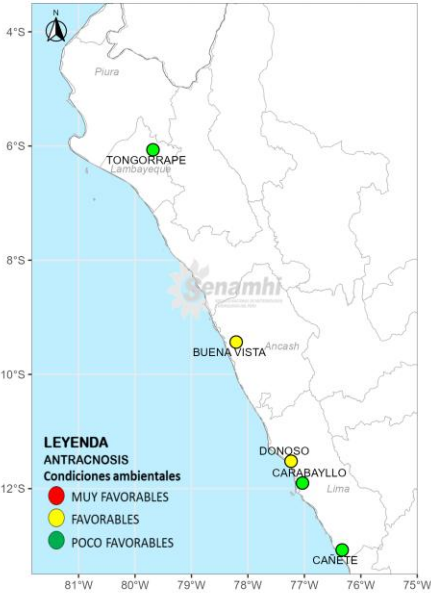 N
4°S
Piura
6°S
TONGORRAPE
Lambayeque
8°S
Senamhi
BUENA VISTA
Ancash
10°S
LEYENDA
ANTRACNOSIS
Condiciones ambientales
MUY FAVORABLES
FAVORABLES
POCO FAVORABLES
DONOSO
CARABAYLLO
12°S
Lima
CAÑETE
81°W 80°W 79°W 78°W 77°W 76°W 75°W